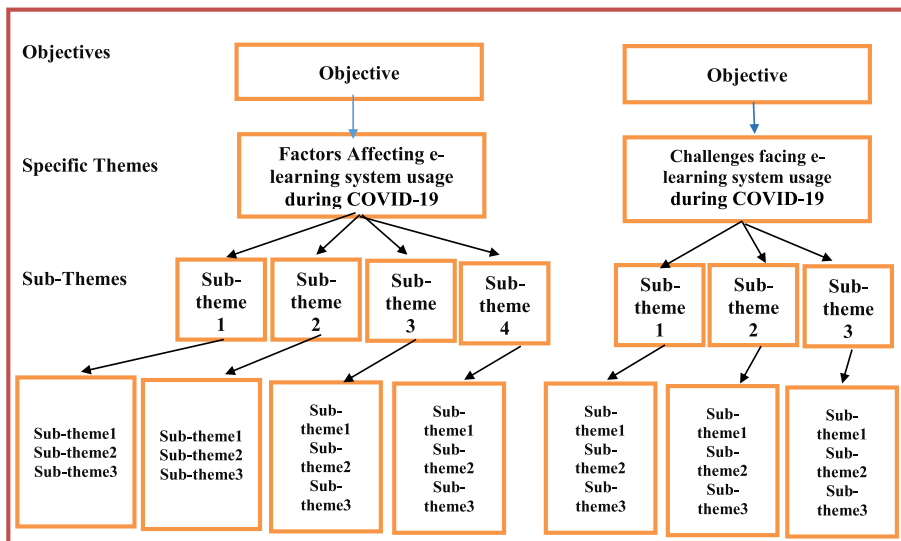 Objectives
Objective
Objective
Specific Themes
Factors Affecting e-
learning system usage
during COVID-19
Challenges facing e-
learning system usage
during COVID-19
Sub-Themes
Sub-
theme
1
Sub-
theme
2
Sub-
theme
3
Sub-
theme
4
Sub-
theme
1
Sub-
theme
2
Sub-
theme
3
Sub-theme1
Sub-theme2
Sub-theme3
Sub-theme1
Sub-theme2
Sub-theme3
Sub-
theme1
Sub-
theme2
Sub-
theme3
Sub-
theme1
Sub-
theme2
Sub-
theme3
Sub-
theme1
Sub-
theme2
Sub-
theme3
Sub-
theme1
Sub-
theme2
Sub-
theme3
Sub-
theme1
Sub-
theme2
Sub-
theme3